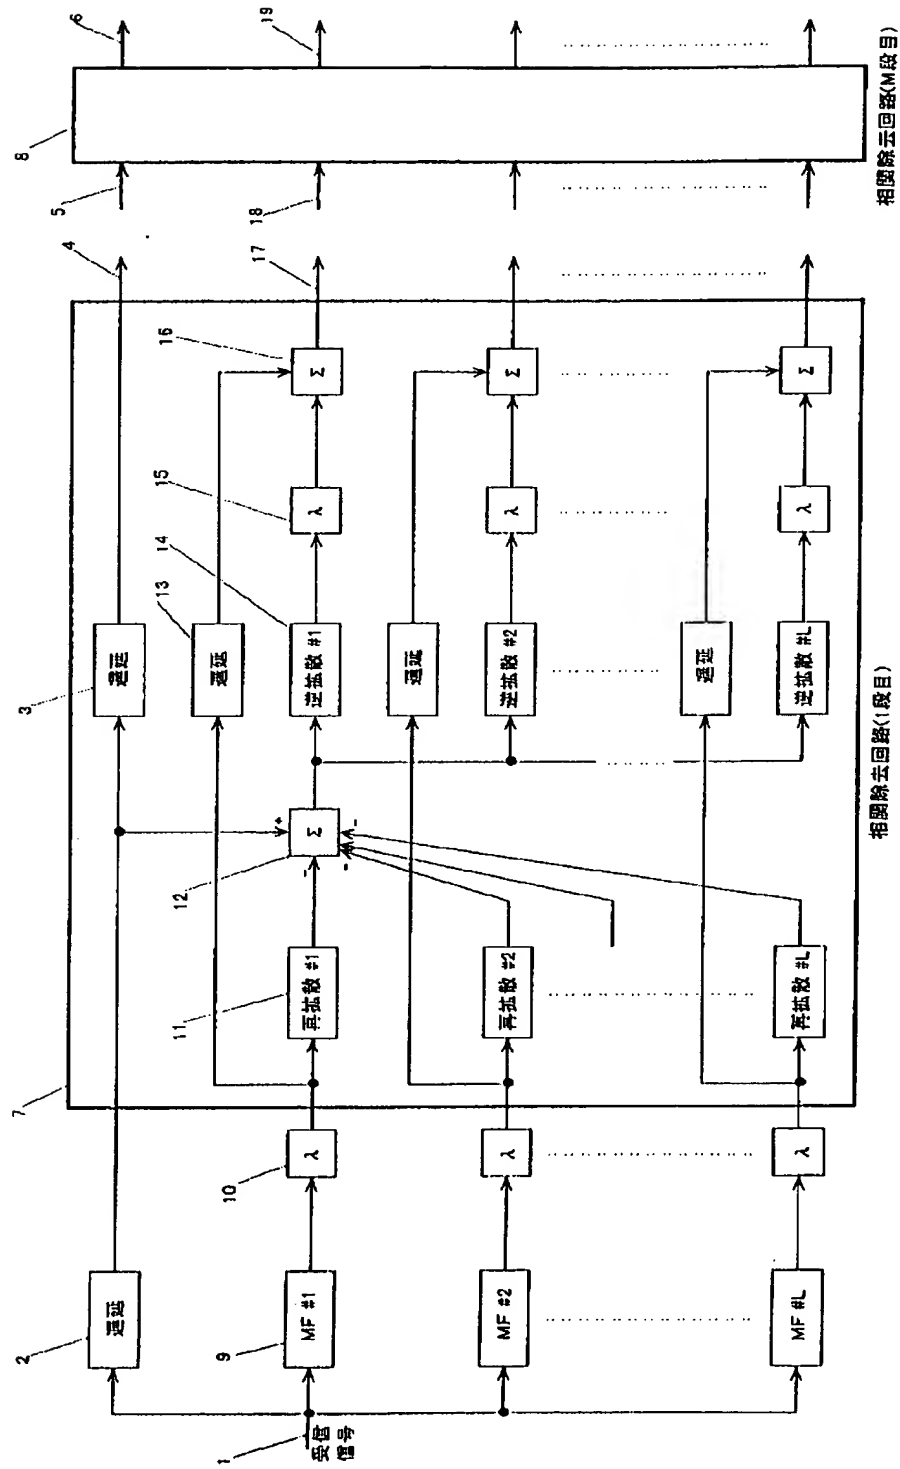 1
受信
信号
2
遅延
9
MF #1
MF #2
MF #L
10
λ
λ
λ
7
11
再拡散 #1
再拡散 #2
再拡散 #L
12
Σ
+
-
-
-
3
遅延
13
遅延
14
逆拡散 #1
遅延
逆拡散 #2
遅延
逆拡散 #L
15
λ
λ
λ
16
Σ
Σ
Σ
4
17
相関除去回路(1段目)
5
18
8
6
19
相関除去回路(M段目)